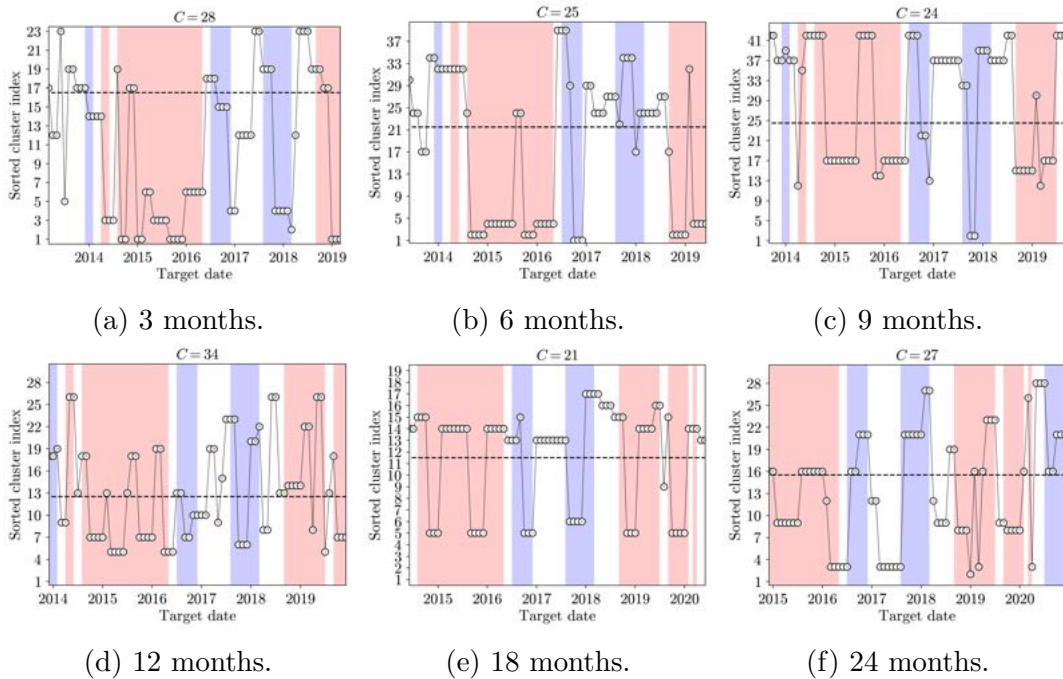 C = 28
Sorted cluster index
23
21
19
17
15
13
11
9
7
5
3
1
2014 2015 2016 2017 2018 2019
Target date
(a) 3 months.
C = 25
Sorted cluster index
37
33
29
25
21
17
13
9
5
1
2014 2015 2016 2017 2018 2019
Target date
(b) 6 months.
C = 24
Sorted cluster index
41
37
33
29
25
21
17
13
9
5
1
2014 2015 2016 2017 2018 2019
Target date
(c) 9 months.
C = 34
Sorted cluster index
28
25
22
19
16
13
10
7
4
1
2014 2015 2016 2017 2018 2019
Target date
(d) 12 months.
C = 21
Sorted cluster index
19
18
17
16
15
14
13
12
11
10
9
8
7
6
5
4
3
2
1
2015 2016 2017 2018 2019 2020
Target date
(e) 18 months.
C = 27
Sorted cluster index
28
25
22
19
16
13
10
7
4
1
2015 2016 2017 2018 2019 2020
Target date
(f) 24 months.